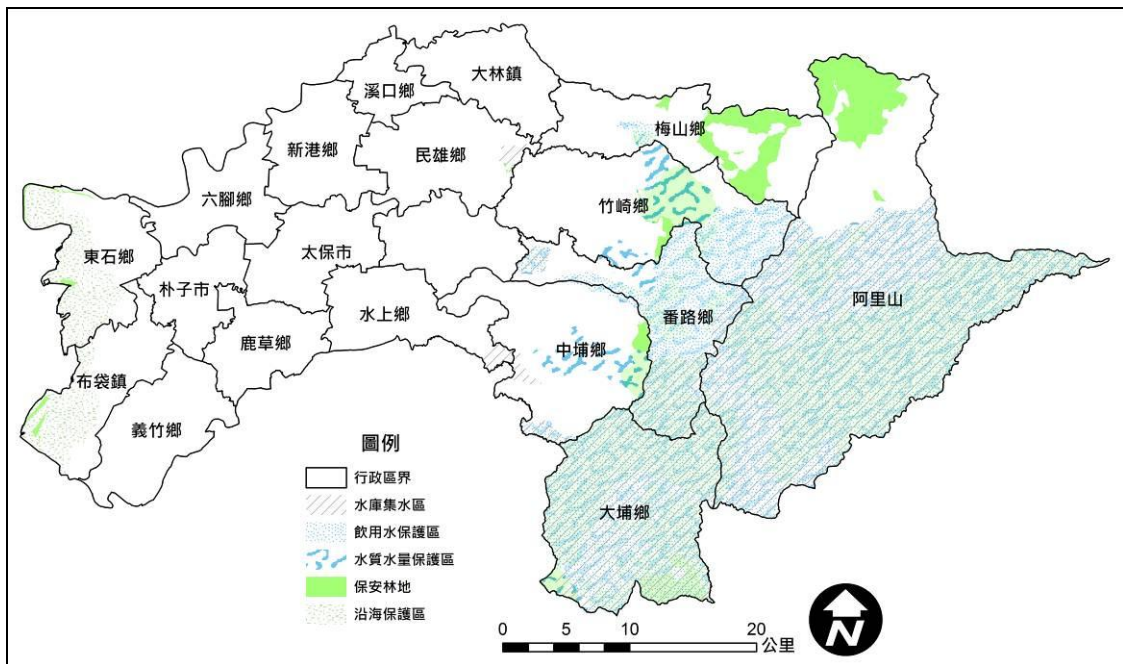 大林鎮
溪口鄉
梅山鄉
新港鄉
民雄鄉
六腳鄉
竹崎鄉
東石鄉
太保市
朴子市
阿里山
水上鄉
番路鄉
鹿草鄉
中埔鄉
布袋鎮
義竹鄉
大埔鄉
圖例
行政區界
水庫集水區
飲用水保護區
水質水量保護區
保安林地
沿海保護區
0 5 10 20 公里
N